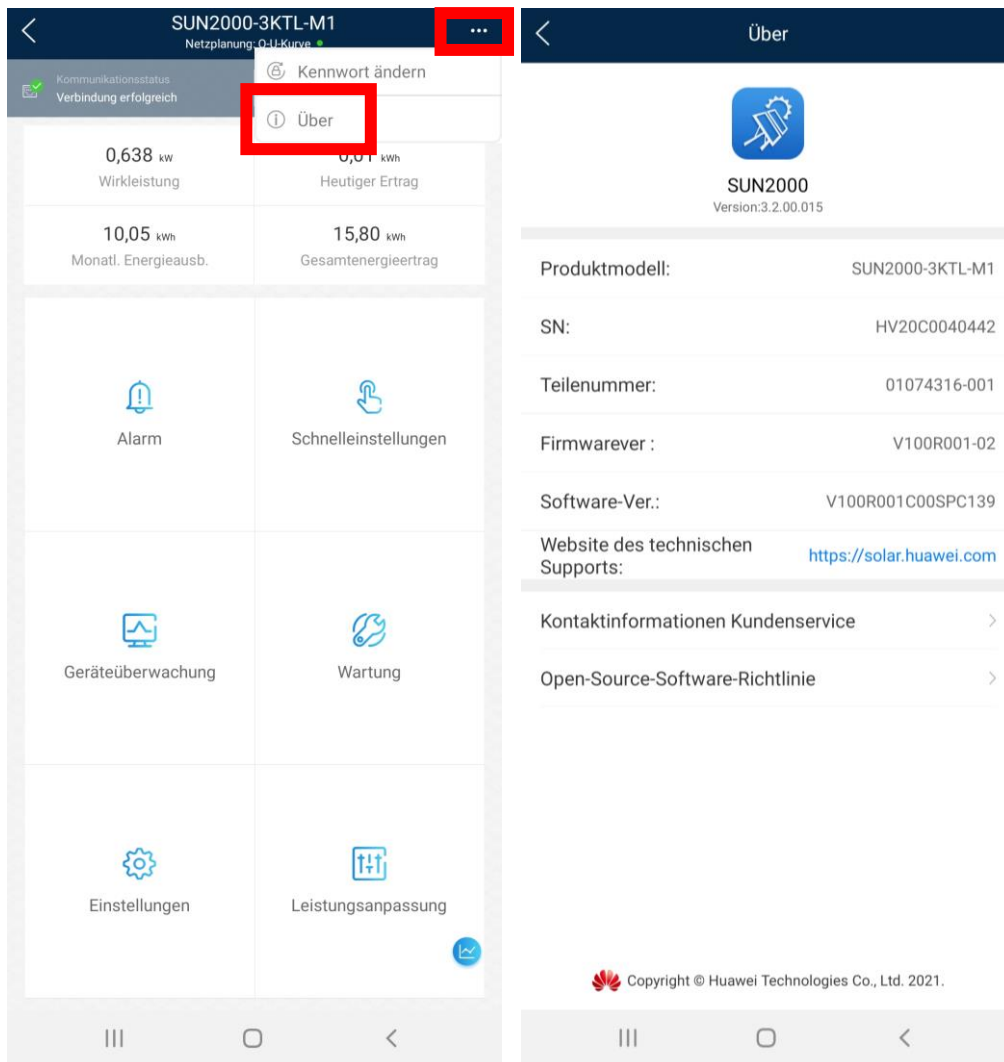 SUN2000-3KTL-M1
Netzplanung: Q-U-Kurve
Kommunikationsstatus
Verbindung erfolgreich
Kennwort ändern
Über
0,638 kW
Wirkleistung
0,01 kWh
Heutiger Ertrag
10,05 kWh
Monatl. Energieausb.
15,80 kWh
Gesamtenergieertrag
Alarm
Schnelleinstellungen
Geräteüberwachung
Wartung
Einstellungen
Leistungsanpassung
Über
SUN2000
Version:3.2.00.015
Produktmodell: SUN2000-3KTL-M1
SN: HV20C0040442
Teilenummer: 01074316-001
Firmwarever : V100R001-02
Software-Ver.: V100R001C00SPC139
Website des technischen
Supports: https://solar.huawei.com
Kontaktinformationen Kundenservice
Open-Source-Software-Richtlinie
Copyright © Huawei Technologies Co., Ltd. 2021.